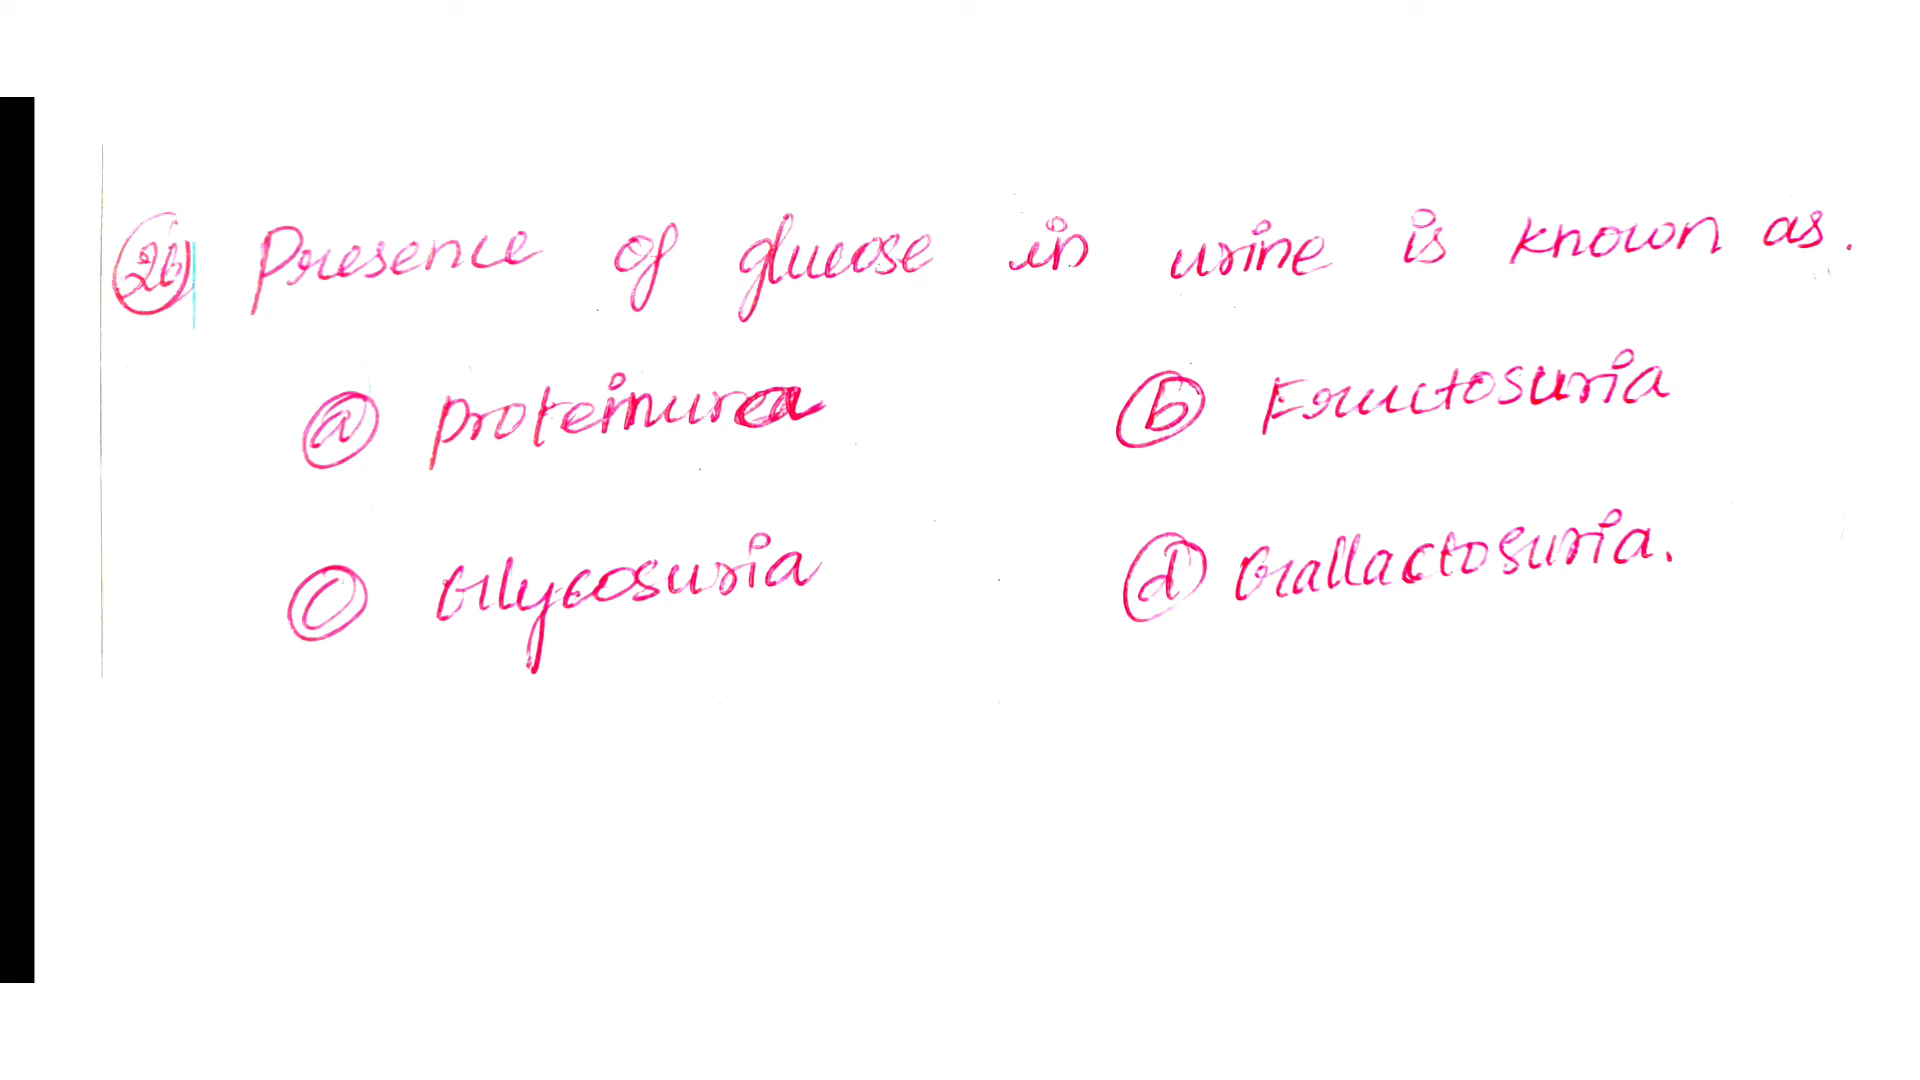 26 Presence of glucose in urine is known as.
a proteinurea b Fructosuria
c Glycosuria d Gallactosuria.